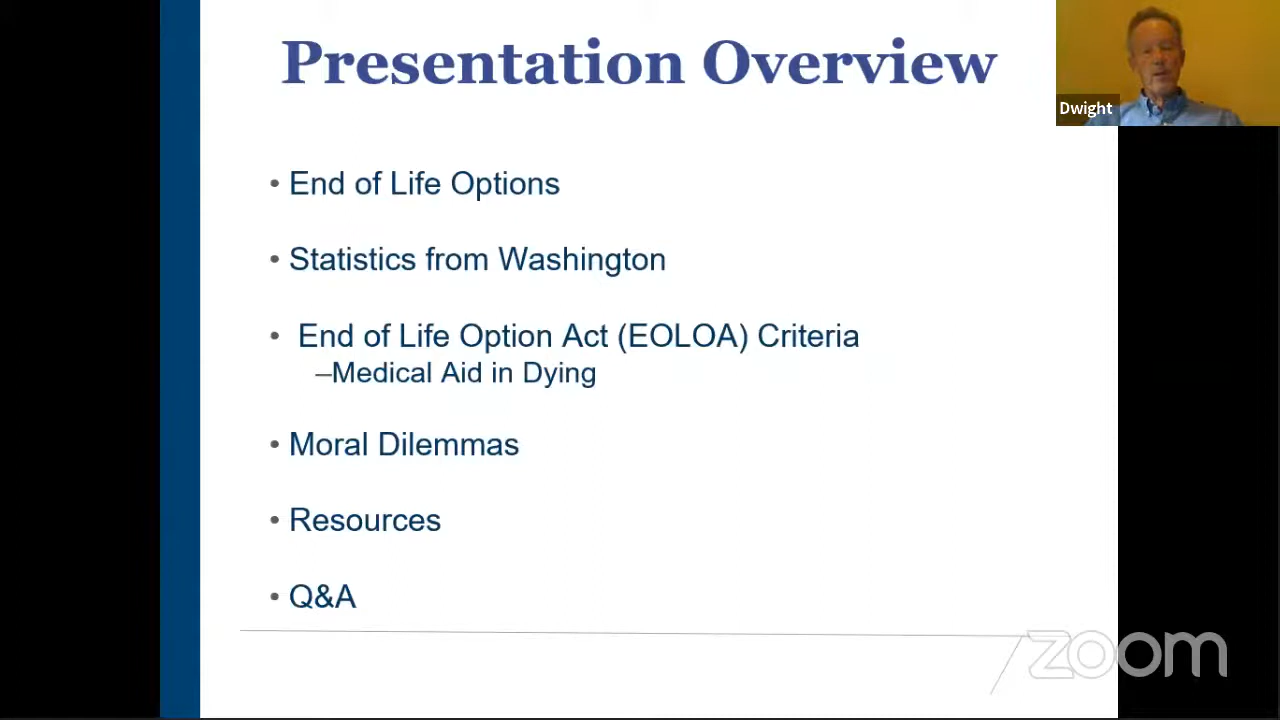 Presentation Overview
Dwight
• End of Life Options
• Statistics from Washington
• End of Life Option Act (EOLOA) Criteria
–Medical Aid in Dying
• Moral Dilemmas
• Resources
• Q&A
zoom